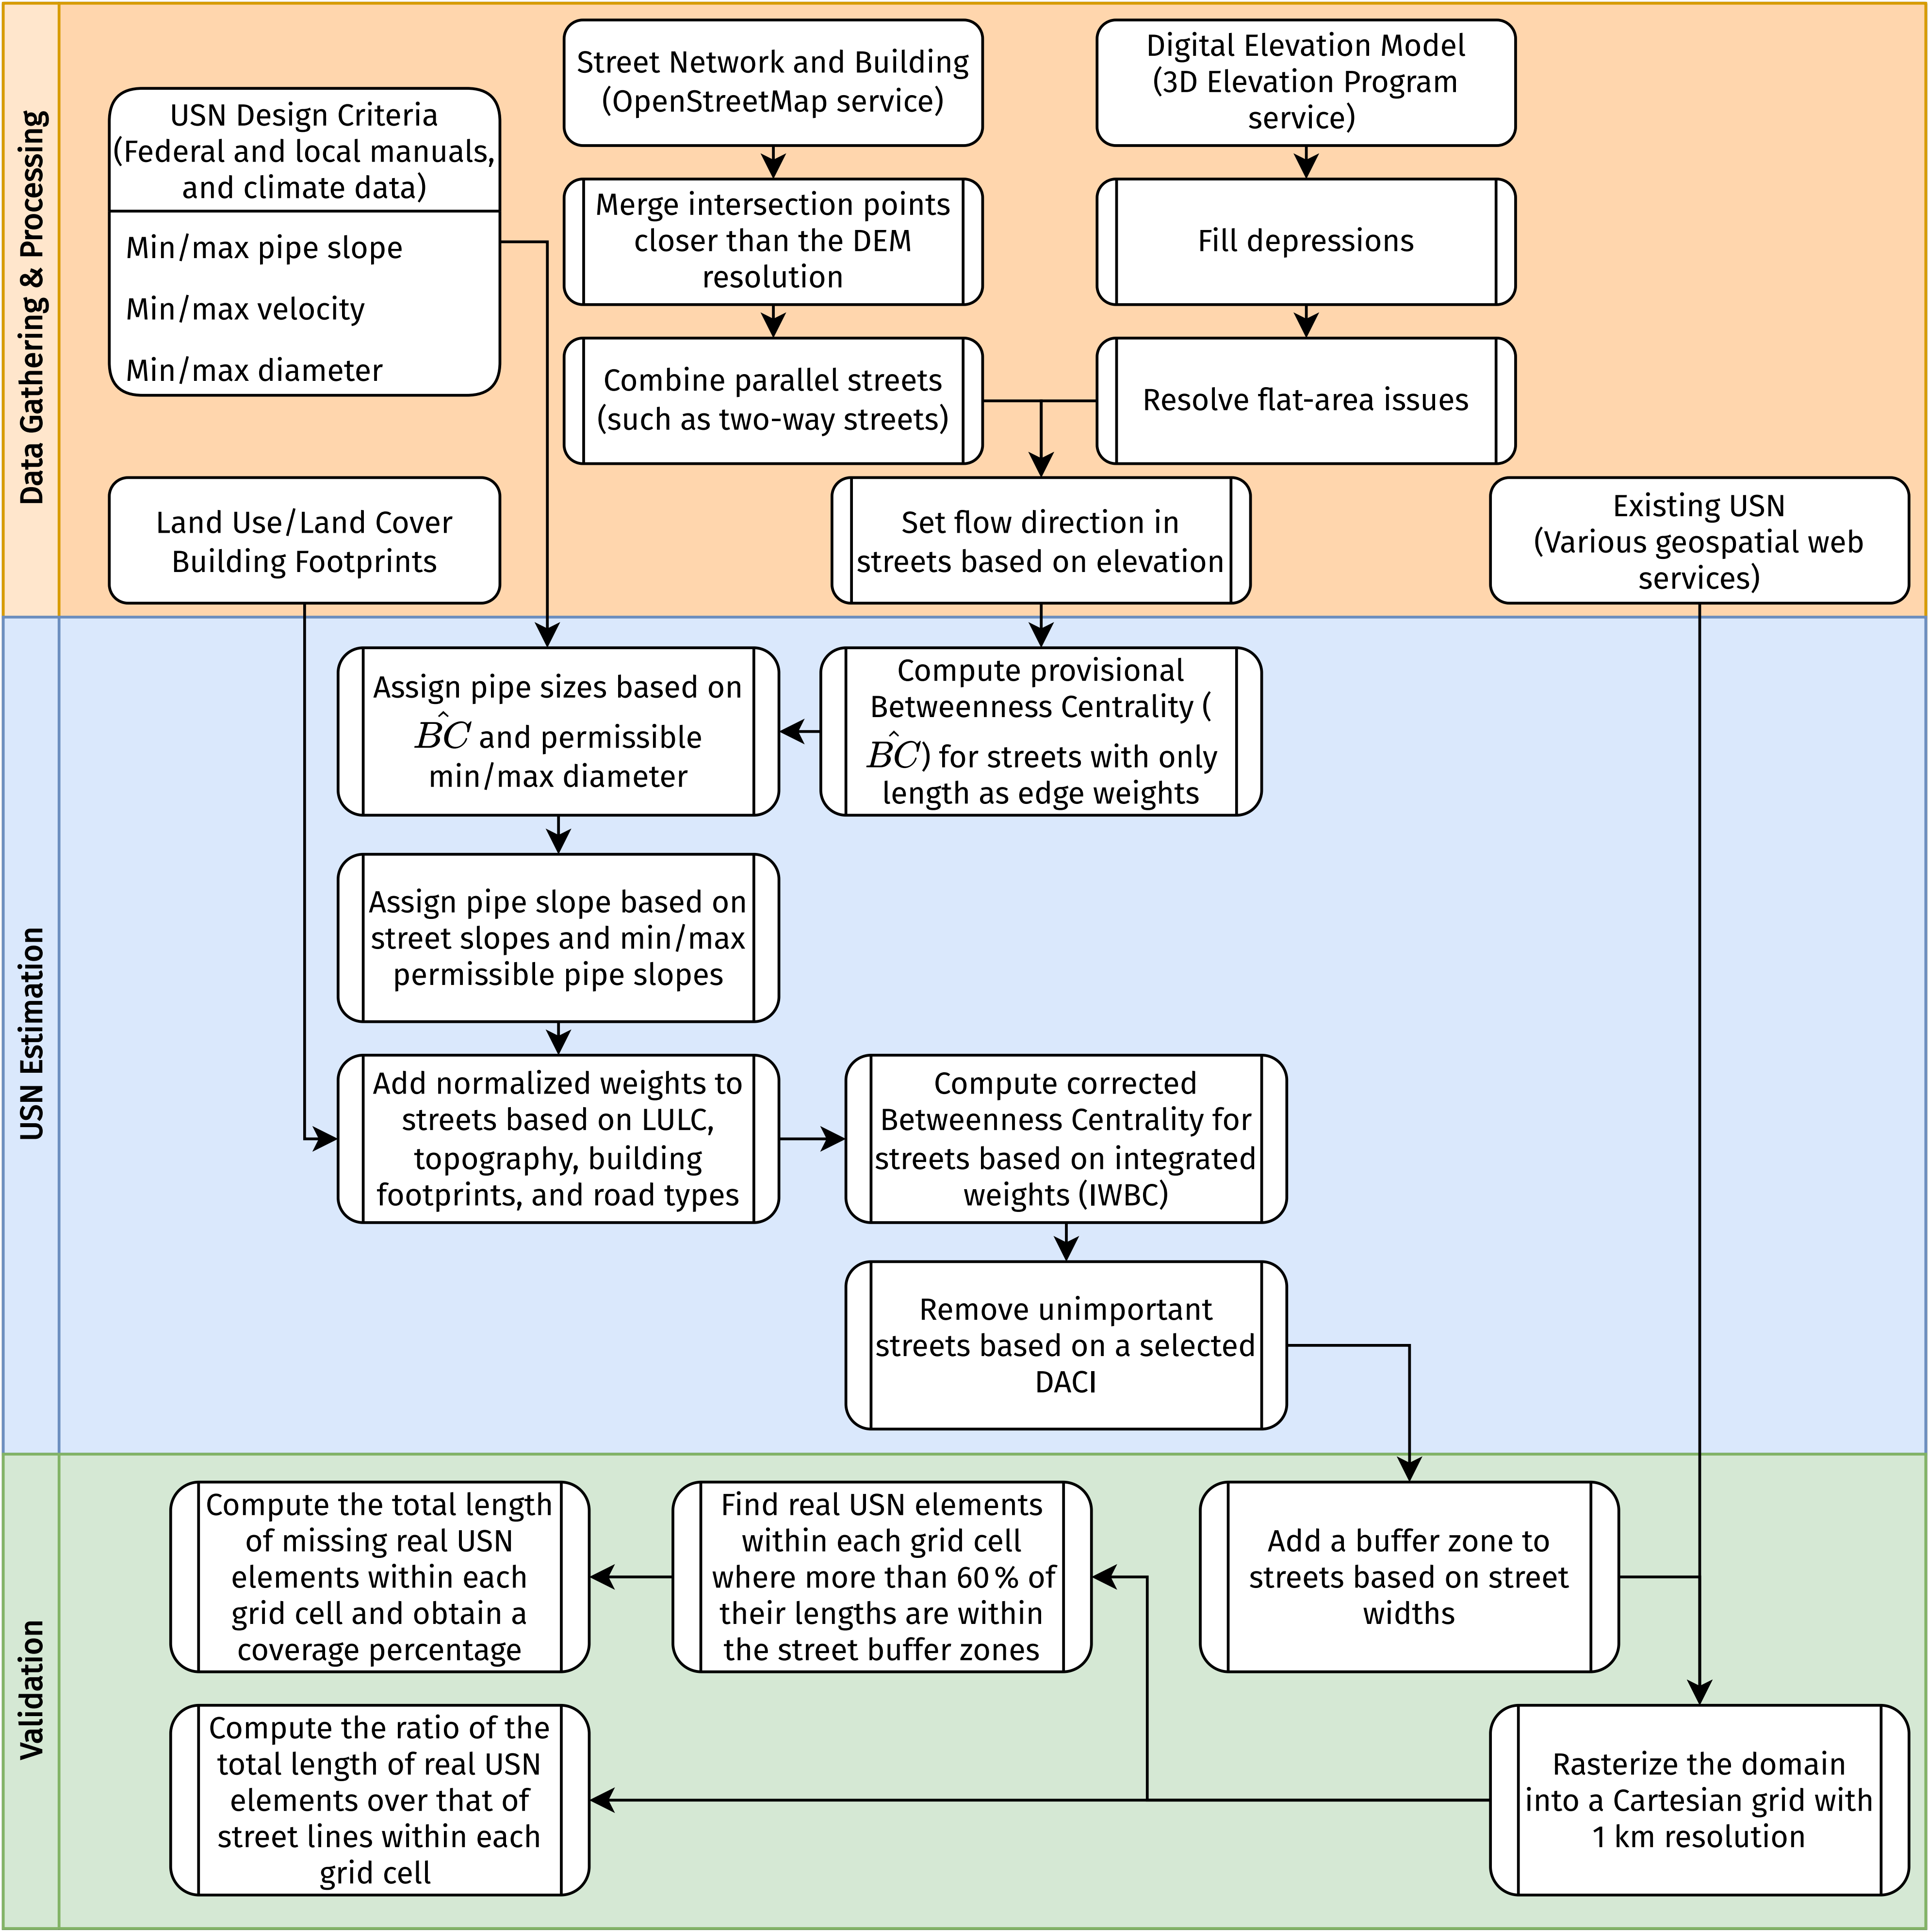 Data Gathering & Processing
Street Network and Building
(OpenStreetMap service)
Digital Elevation Model
(3D Elevation Program
service)
USN Design Criteria
(Federal and local manuals,
and climate data)
Min/max pipe slope
Min/max velocity
Min/max diameter
Merge intersection points
closer than the DEM
resolution
Fill depressions
Combine parallel streets
(such as two-way streets)
Resolve flat-area issues
Land Use/Land Cover
Building Footprints
Set flow direction in
streets based on elevation
Existing USN
(Various geospatial web
services)
USN Estimation
Assign pipe sizes based on
\hat{BC} and permissible
min/max diameter
Compute provisional
Betweenness Centrality (
\hat{BC}) for streets with only
length as edge weights
Assign pipe slope based on
street slopes and min/max
permissible pipe slopes
Add normalized weights to
streets based on LULC,
topography, building
footprints, and road types
Compute corrected
Betweenness Centrality for
streets based on integrated
weights (IWBC)
Remove unimportant
streets based on a selected
DACI
Validation
Compute the total length
of missing real USN
elements within each
grid cell and obtain a
coverage percentage
Find real USN elements
within each grid cell
where more than 60 % of
their lengths are within
the street buffer zones
Add a buffer zone to
streets based on street
widths
Compute the ratio of the
total length of real USN
elements over that of
street lines within each
grid cell
Rasterize the domain
into a Cartesian grid with
1 km resolution